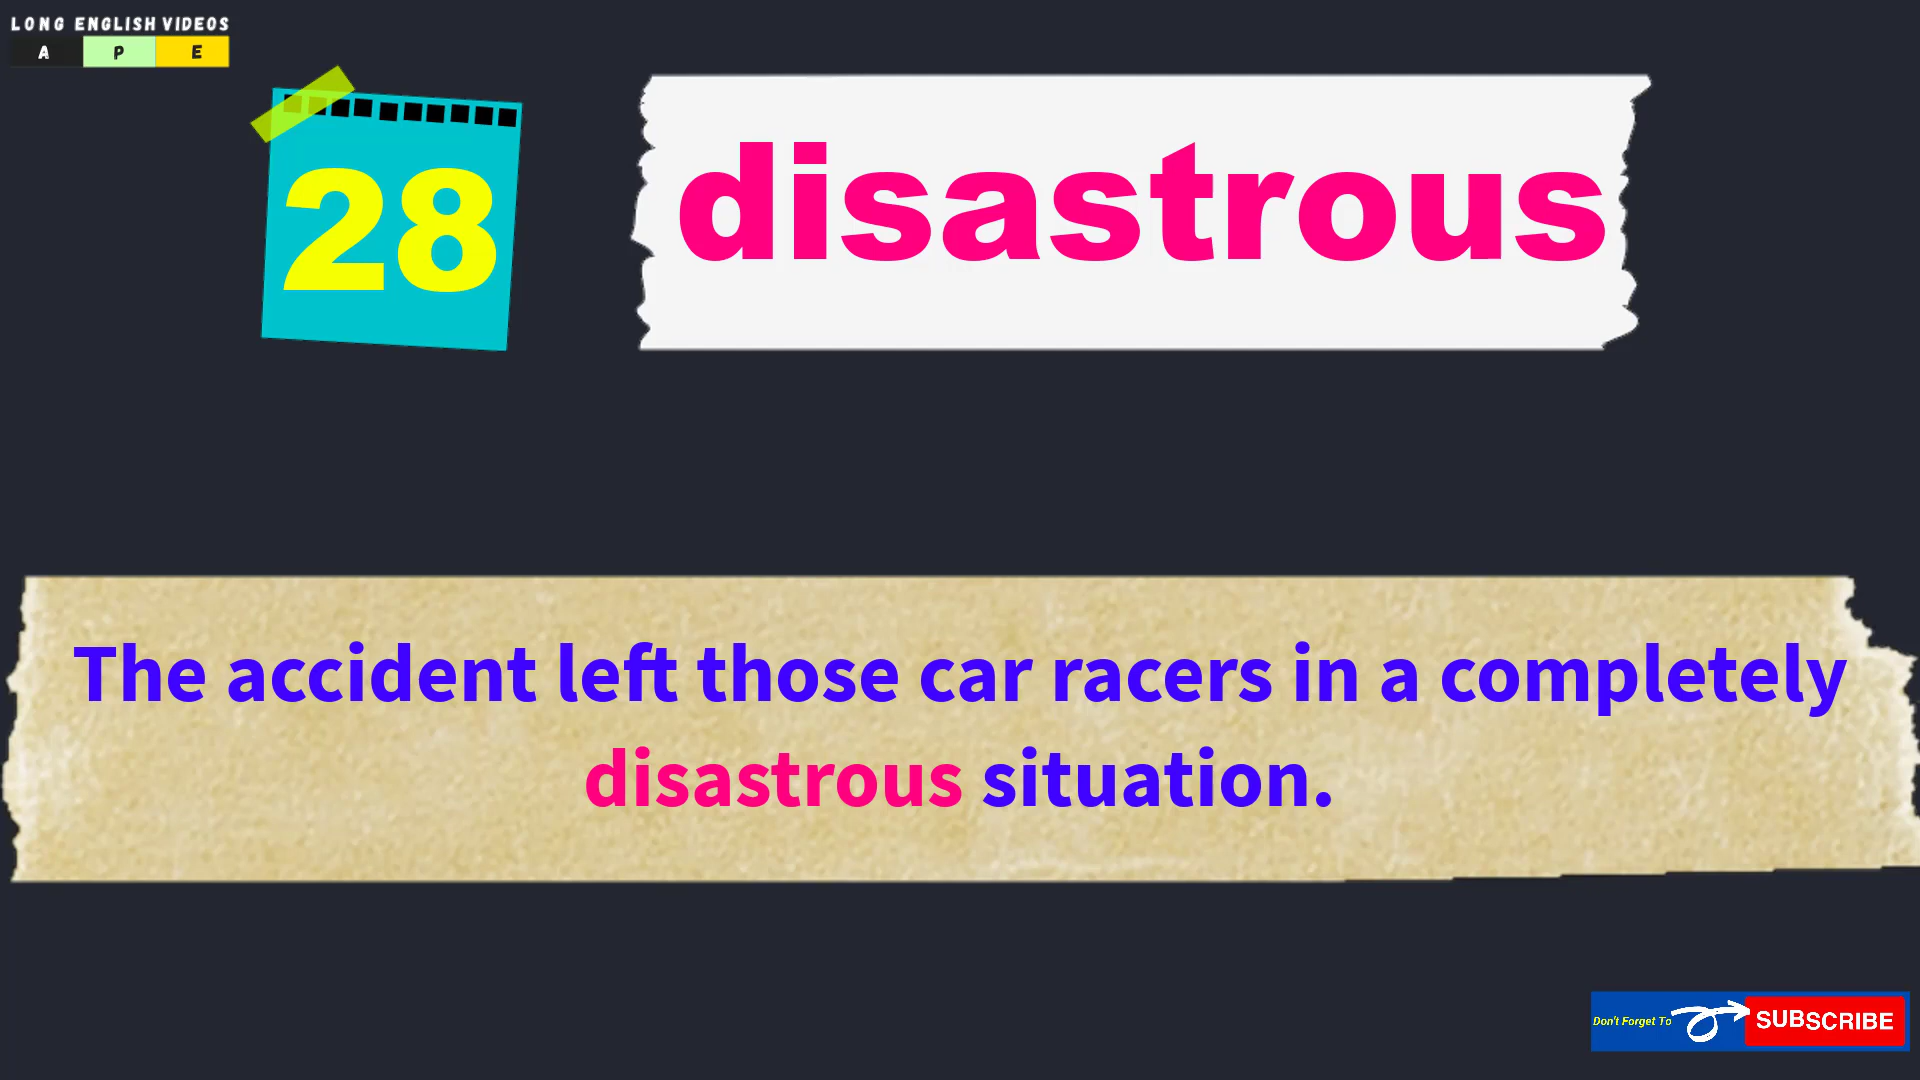 LONG ENGLISH VIDEOS
A P E
28
disastrous
The accident left those car racers in a completely
disastrous situation.
Don't Forget To
SUBSCRIBE